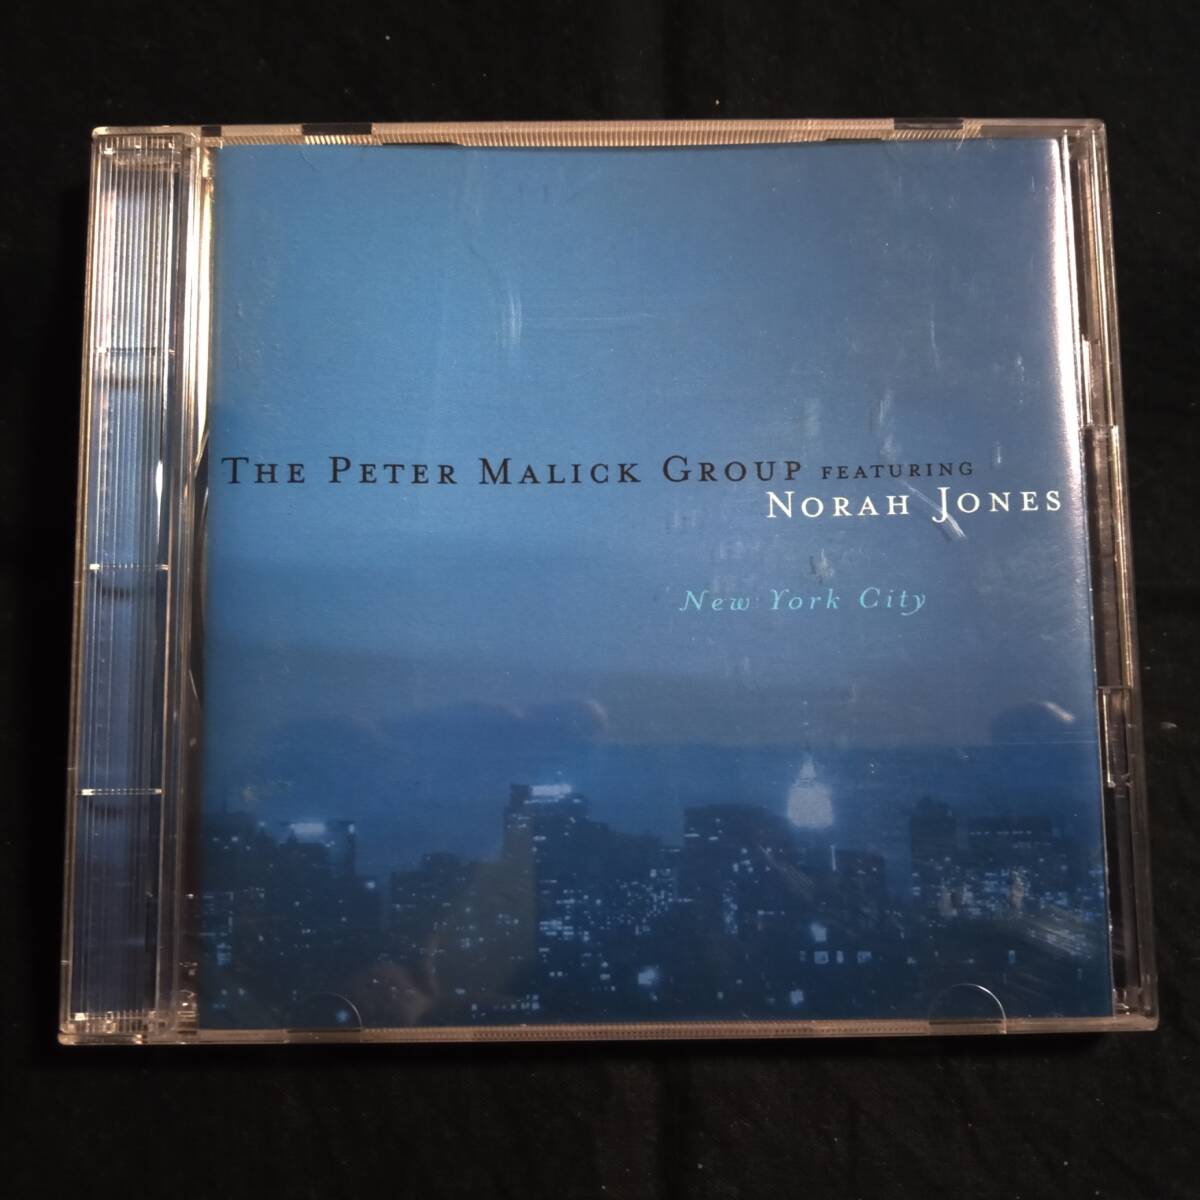 THE PETER MALICK GROUP FEATURING
NORAH JONES
New York City